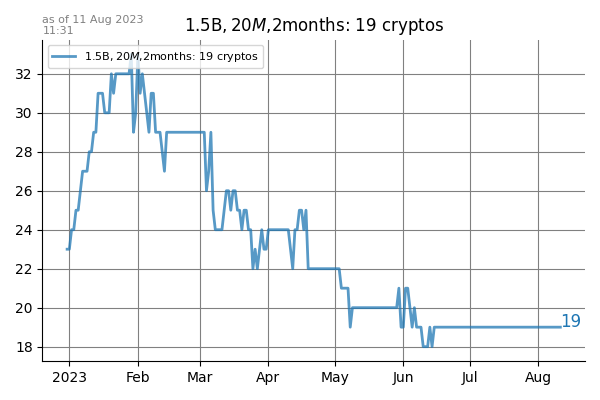 as of 11 Aug 2023
11:31
1.5B, 20M,2months: 19 cryptos
1.5B, 20M,2months: 19 cryptos
32
30
28
26
24
22
20
18
19
2023 Feb Mar Apr May Jun Jul Aug